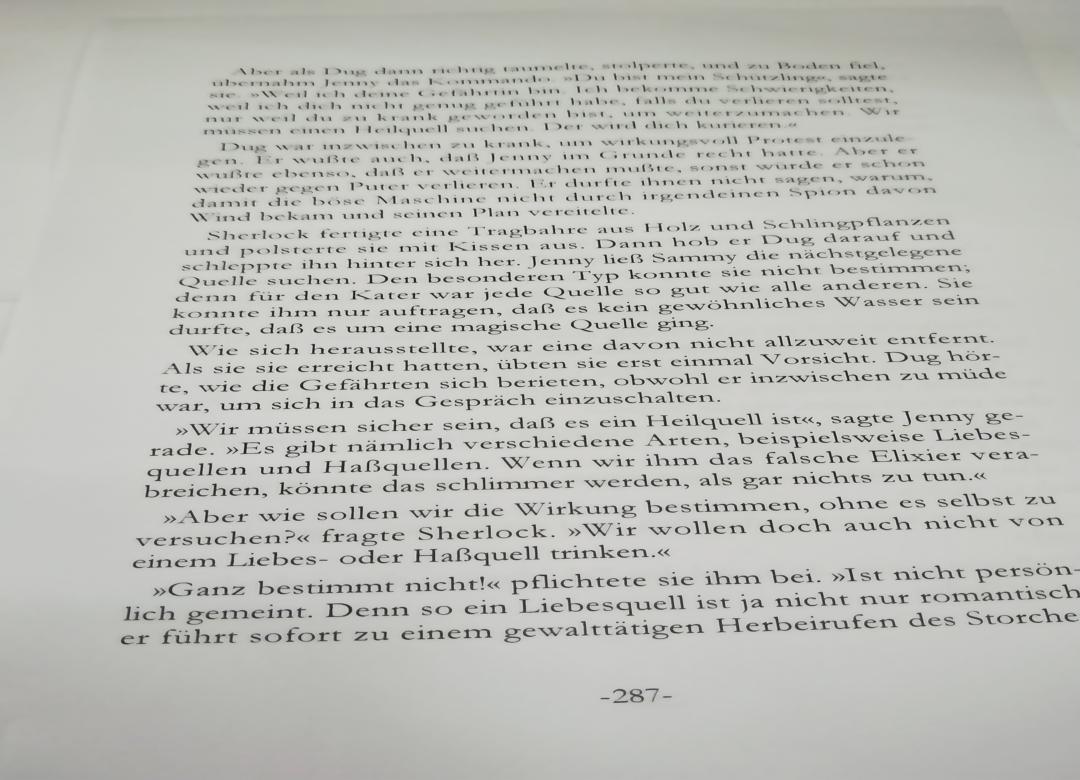 Aber als Dug dann richtig taumelte, stolperte, und zu Boden fiel,
übernahm Jenny das Kommando. »Du bist mein Schützling«, sagte
sie. »Weil ich deine Gefährtin bin. Ich bekomme Schwierigkeiten,
weil ich dich nicht genug geführt habe, falls du verlieren solltest,
nur weil du zu krank geworden bist, um weiterzumachen. Wir
müssen einen Heilquell suchen. Der wird dich kurieren.«
Dug war inzwischen zu krank, um wirkungsvoll Protest einzule-
gen. Er wußte auch, daß Jenny im Grunde recht hatte. Aber er
wußte ebenso, daß er weitermachen mußte, sonst würde er schon
wieder gegen Puter verlieren. Er durfte ihnen nicht sagen, warum,
damit die böse Maschine nicht durch irgendeinen Spion davon
Wind bekam und seinen Plan vereitelte.
Sherlock fertigte eine Tragbahre aus Holz und Schlingpflanzen
und polsterte sie mit Kissen aus. Dann hob er Dug darauf und
schleppte ihn hinter sich her. Jenny ließ Sammy die nächstgelegene
Quelle suchen. Den besonderen Typ konnte sie nicht bestimmen;
denn für den Kater war jede Quelle so gut wie alle anderen. Sie
konnte ihm nur auftragen, daß es kein gewöhnliches Wasser sein
durfte, daß es um eine magische Quelle ging.
Wie sich herausstellte, war eine davon nicht allzuweit entfernt.
Als sie sie erreicht hatten, übten sie erst einmal Vorsicht. Dug hör-
te, wie die Gefährten sich berieten, obwohl er inzwischen zu müde
war, um sich in das Gespräch einzuschalten.
»Wir müssen sicher sein, daß es ein Heilquell ist«, sagte Jenny ge-
rade. »Es gibt nämlich verschiedene Arten, beispielsweise Liebes-
quellen und Haßquellen. Wenn wir ihm das falsche Elixier vera-
breichen, könnte das schlimmer werden, als gar nichts zu tun.«
»Aber wie sollen wir die Wirkung bestimmen, ohne es selbst zu
versuchen?« fragte Sherlock. »Wir wollen doch auch nicht von
einem Liebes- oder Haßquell trinken.«
»Ganz bestimmt nicht!« pflichtete sie ihm bei. »Ist nicht persön-
lich gemeint. Denn so ein Liebesquell ist ja nicht nur romantisch
er führt sofort zu einem gewalttätigen Herbeirufen des Storche
-287-